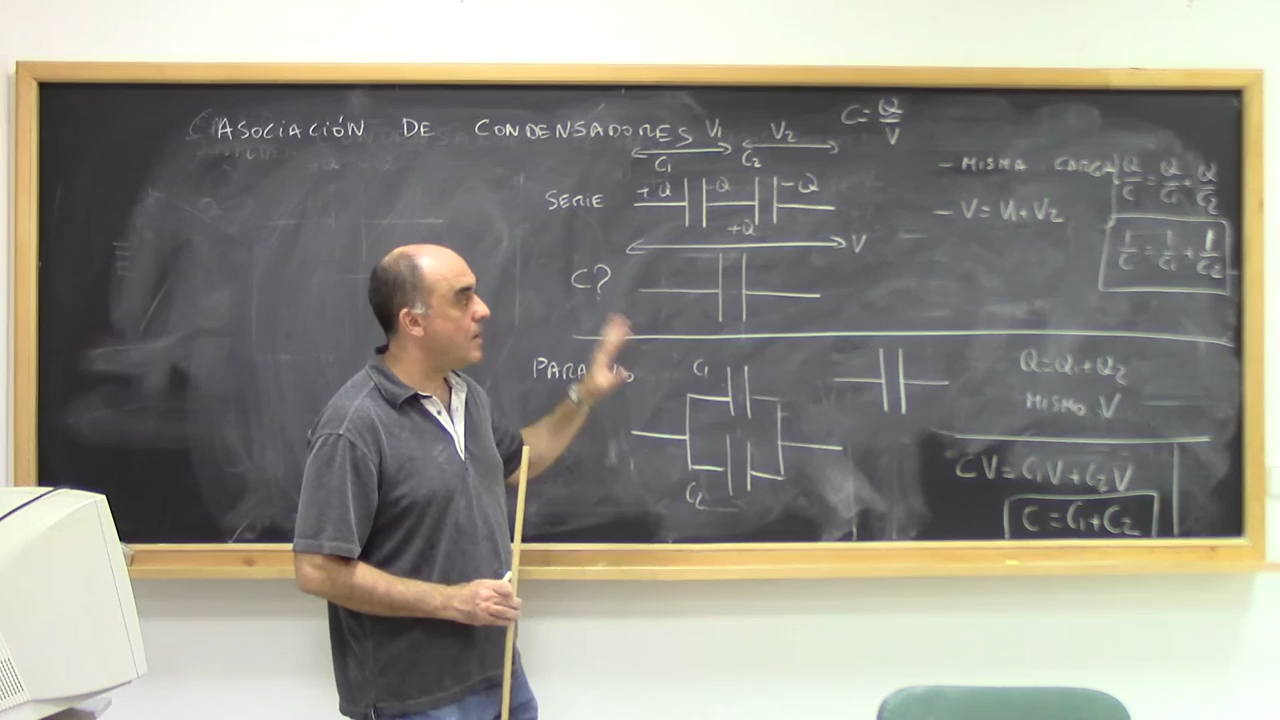 ASOCIACIÓN DE CONDENSADORES
C=Q/V
V₁ V₂
C₁ C₂
SERIE
+Q -Q +Q -Q
V
- MISMA CARGA
- V=V₁+V₂
Q/C=Q/C₁+Q/C₂
1/C=1/C₁+1/C₂
C?
C₁
C₂
Q=Q₁+Q₂
MISMO V
CV=C₁V+C₂V
C=C₁+C₂